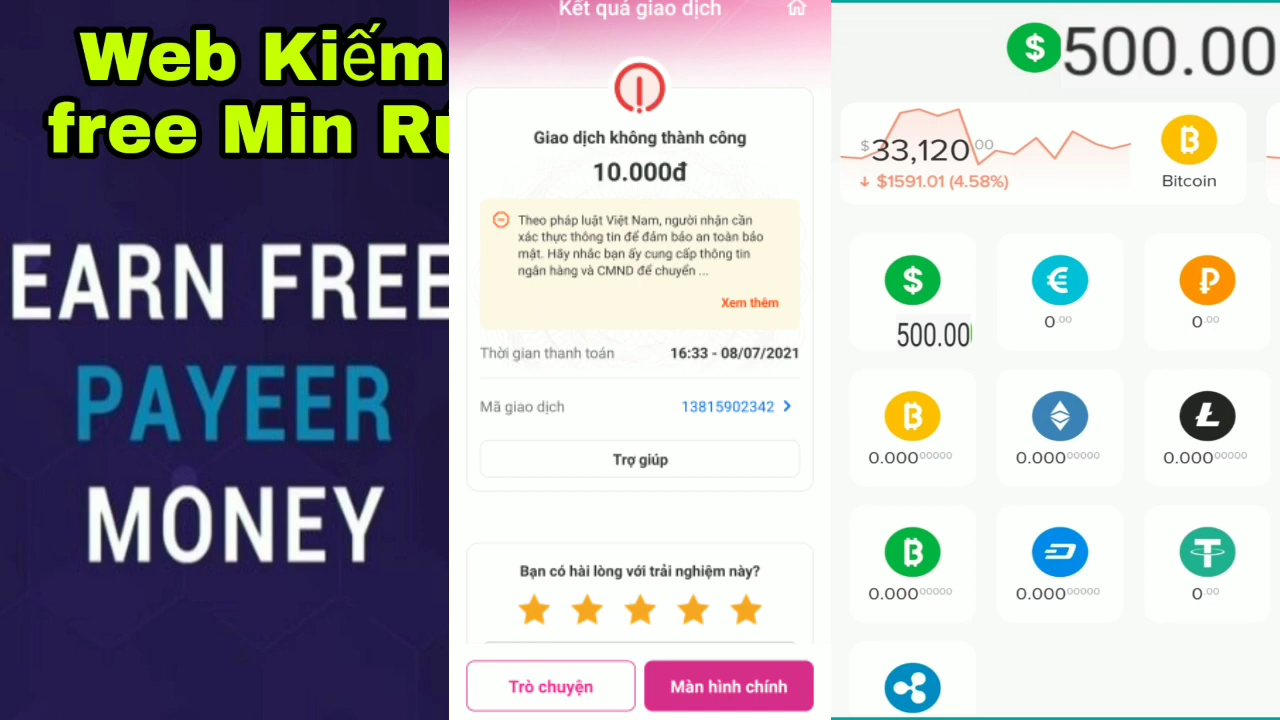 Web Kiếm
free Min Rú
EARN FREE
PAYEER
MONEY
Kết quả giao dịch
Giao dịch không thành công
10.000đ
Theo pháp luật Việt Nam, người nhận cần
xác thực thông tin để đảm bảo an toàn bảo
mật. Hãy nhắc bạn ấy cung cấp thông tin
ngân hàng và CMND để chuyển ...
Xem thêm
Thời gian thanh toán 16:33 - 08/07/2021
Mã giao dịch 13815902342
Trợ giúp
Bạn có hài lòng với trải nghiệm này?
Trò chuyện
Màn hình chính
$ 500.00
$33,120.00
$1591.01 (4.58%)
Bitcoin
500.00
0.00
0.00
0.00000000
0.00000000
0.00000000
0.00000000
0.00000000
0.00